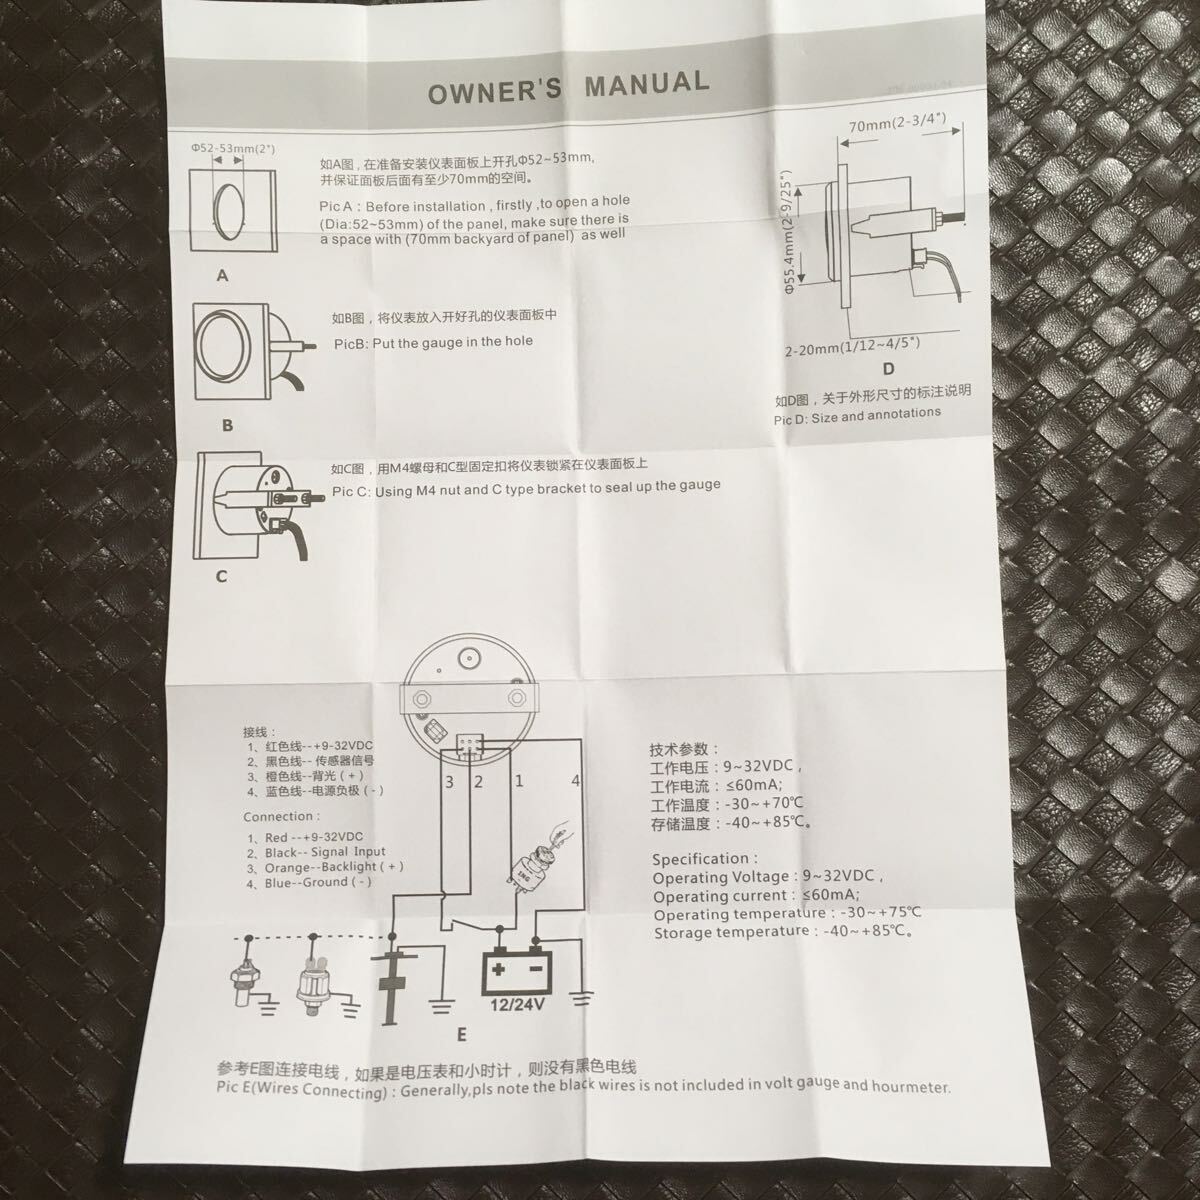 OWNER'S MANUAL
Φ52-53mm(2")
如A图，在准备安装仪表面板上开孔Φ52~53mm,
并保证面板后面有至少70mm的空间。
Pic A : Before installation , firstly ,to open a hole
(Dia:52~53mm) of the panel, make sure there is
a space with (70mm backyard of panel) as well
A
70mm(2-3/4")
Φ55.4mm(2-9/25")
2-20mm(1/12~4/5")
D
如D图，关于外形尺寸的标注说明
Pic D: Size and annotations
如B图，将仪表放入开好孔的仪表面板中
PicB: Put the gauge in the hole
B
如C图，用M4螺母和C型固定扣将仪表锁紧在仪表面板上
Pic C: Using M4 nut and C type bracket to seal up the gauge
C
接线：
1、红色线--+9-32VDC
2、黑色线-- 传感器信号
3、橙色线--背光 ( + )
4、蓝色线--电源负极 ( - )
Connection :
1、Red --+9-32VDC
2、Black-- Signal Input
3、Orange--Backlight ( + )
4、Blue--Ground ( - )
3 2 1 4
ING
+ -
12/24V
E
技术参数：
工作电压：9~32VDC ,
工作电流：≤60mA;
工作温度：-30~+70℃
存储温度：-40~+85℃。
Specification :
Operating Voltage : 9~32VDC ,
Operating current : ≤60mA;
Operating temperature : -30~+75℃
Storage temperature : -40~+85℃。
参考E图连接电线，如果是电压表和小时计，则没有黑色电线
Pic E(Wires Connecting) : Generally,pls note the black wires is not included in volt gauge and hourmeter.